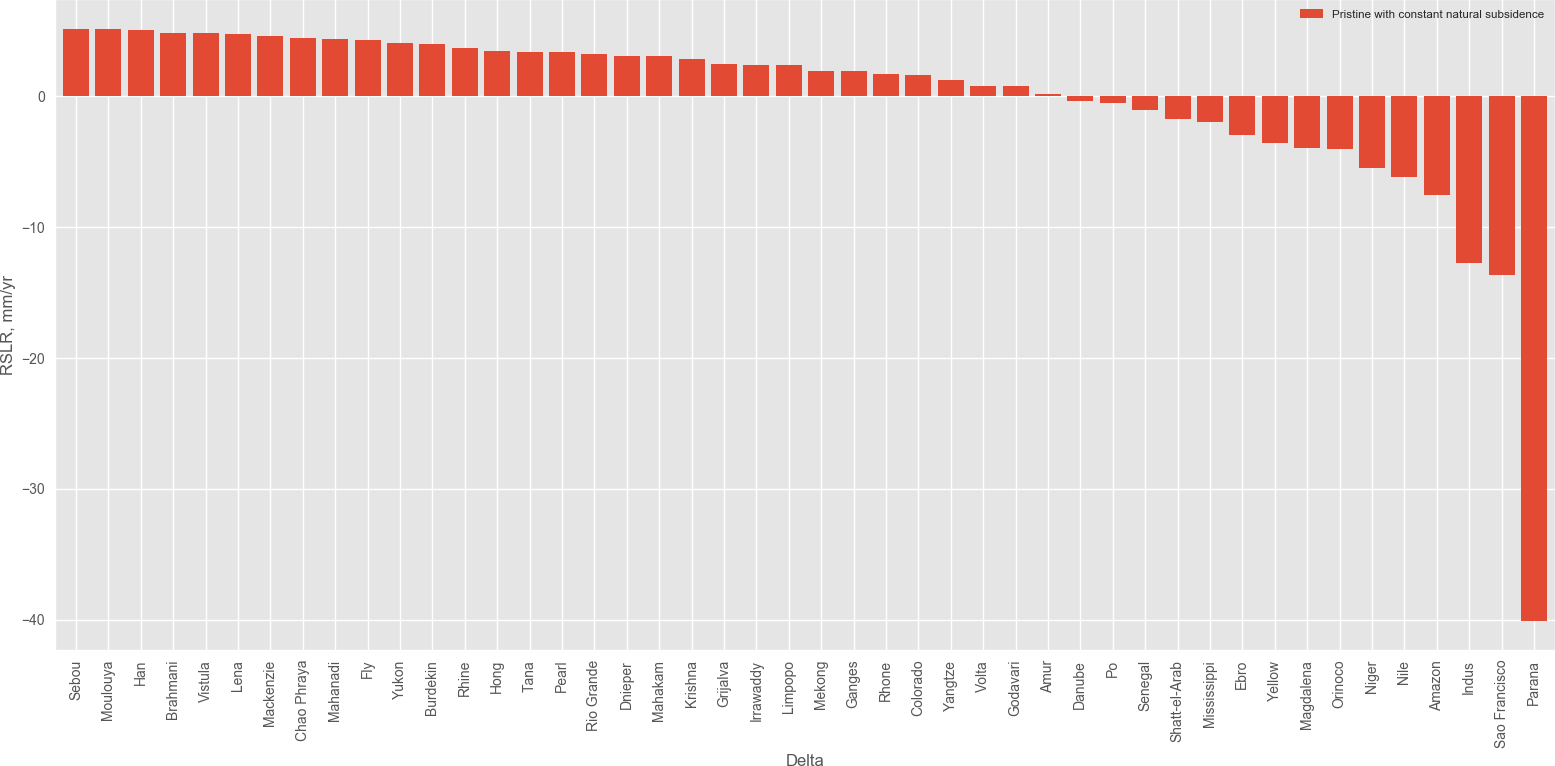 Pristine with constant natural subsidence
0
−10
−20
−30
−40
RSLR, mm/yr
Sebou
Moulouya
Han
Brahmani
Vistula
Lena
Mackenzie
Chao Phraya
Mahanadi
Fly
Yukon
Burdekin
Rhine
Hong
Tana
Pearl
Rio Grande
Dnieper
Mahakam
Krishna
Grijalva
Irrawaddy
Limpopo
Mekong
Ganges
Rhone
Colorado
Yangtze
Volta
Godavari
Amur
Danube
Po
Senegal
Shatt-el-Arab
Mississippi
Ebro
Yellow
Magdalena
Orinoco
Niger
Nile
Amazon
Indus
Sao Francisco
Parana
Delta